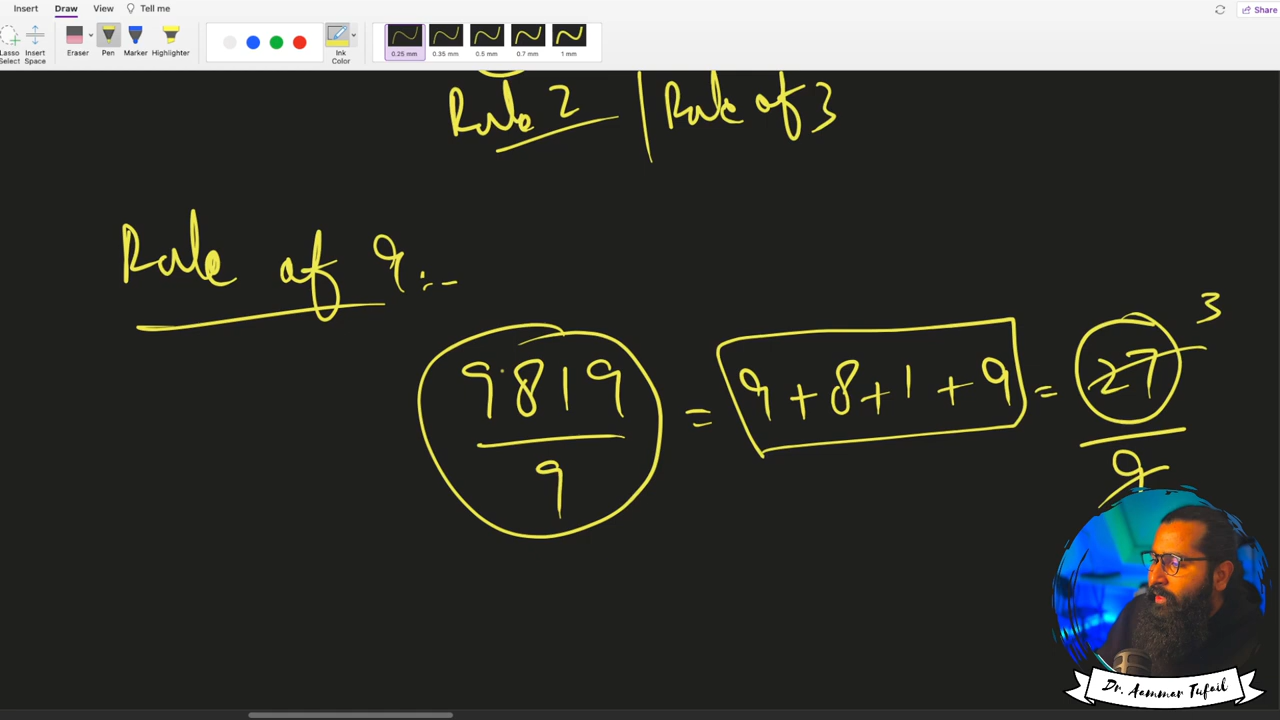 Insert Draw View Tell me
Share
Lasso Select
Insert Space
Eraser
Pen
Marker
Highlighter
Ink Color
0.25 mm
0.35 mm
0.5 mm
0.7 mm
1 mm
Rule 2 | Rule of 3
Rule of 9 :-
9819 / 9 = 9 + 8 + 1 + 9 = 27 / 9 3
Dr. Aammar Tufail